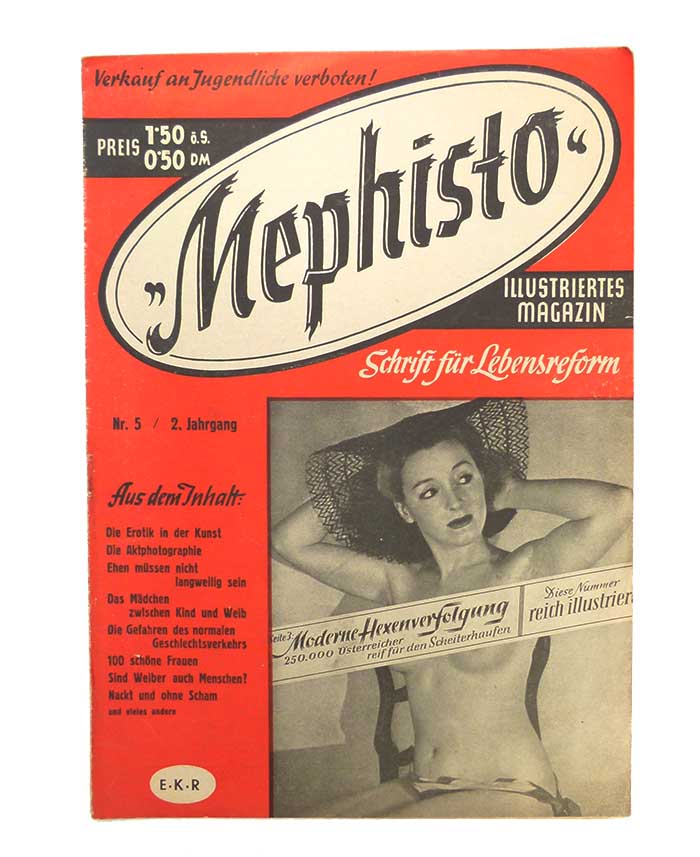 Verkauf an Jugendliche verboten!
PREIS 1·50 ö.S.
0·50 DM
„Mephisto“
ILLUSTRIERTES
MAGAZIN
Schrift für Lebensreform
Nr. 5 / 2. Jahrgang
Aus dem Inhalt:
Die Erotik in der Kunst
Die Aktphotographie
Ehen müssen nicht
langweilig sein
Das Mädchen
zwischen Kind und Weib
Die Gefahren des normalen
Geschlechtsverkehrs
100 schöne Frauen
Sind Weiber auch Menschen?
Nackt und ohne Scham
und vieles andere
Seite 3: Moderne Hexenverfolgung
250.000 Österreicher reif für den Scheiterhaufen
Diese Nummer
reich illustriert
E·K·R